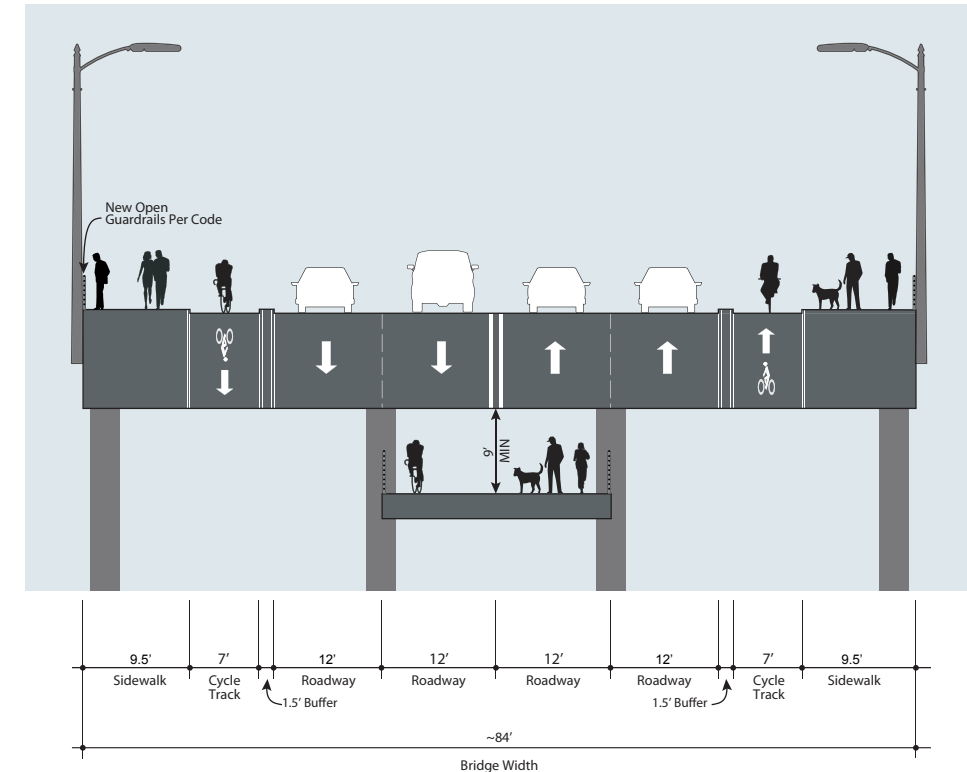 New Open
Guardrails Per Code
9′
MIN
9.5' 7′ 12' 12′ 12′ 12' 7′ 9.5'
Sidewalk Cycle Track Roadway Roadway Roadway Roadway Cycle Track Sidewalk
1.5′ Buffer 1.5′ Buffer
~84′
Bridge Width